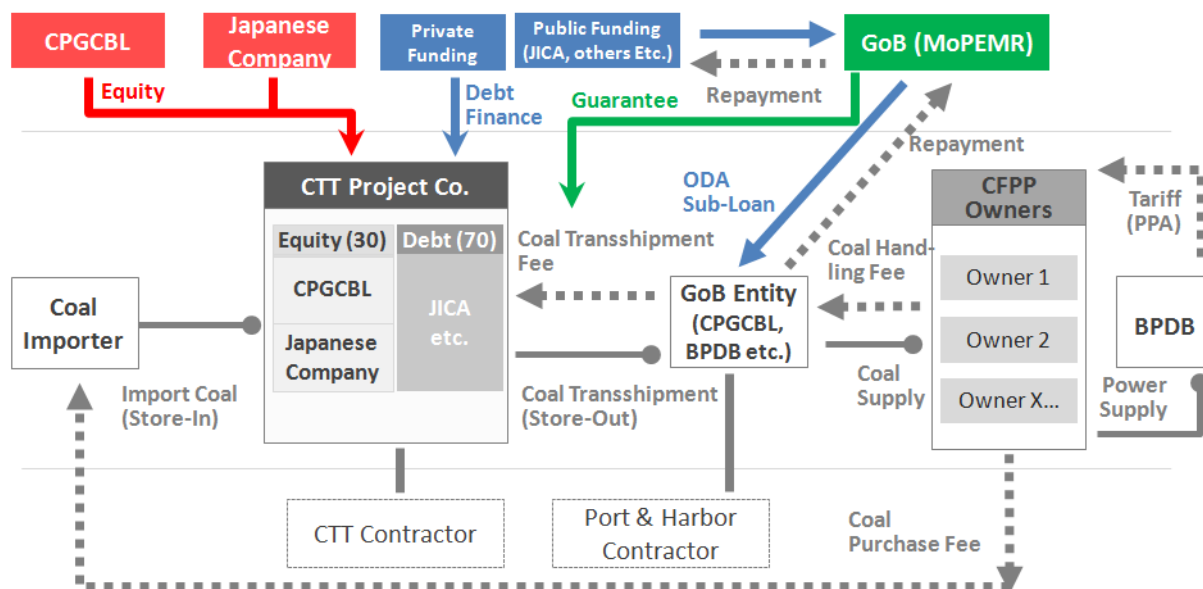 CPGCBL
Japanese
Company
Private
Funding
Public Funding
(JICA, others Etc.)
GoB (MoPEMR)
Equity
Debt
Finance
Guarantee
Repayment
Repayment
CTT Project Co.
ODA
Sub-Loan
CFPP
Owners
Tariff
(PPA)
Equity (30)
Debt (70)
Coal Transshipment
Fee
Coal Hand-
ling Fee
CPGCBL
JICA
etc.
Japanese
Company
Coal
Importer
GoB Entity
(CPGCBL,
BPDB etc.)
Owner 1
Owner 2
Owner X...
BPDB
Import Coal
(Store-In)
Coal Transshipment
(Store-Out)
Coal
Supply
Power
Supply
CTT Contractor
Port & Harbor
Contractor
Coal
Purchase Fee